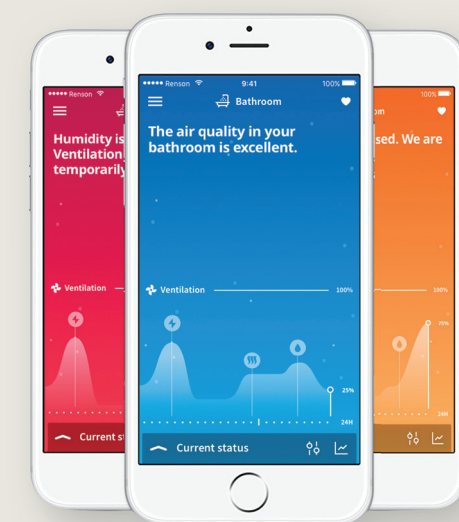 Renson
Humidity is
Ventilation
temporarily
Ventilation
Current st
Renson 9:41 100%
Bathroom
The air quality in your
bathroom is excellent.
Ventilation 100%
25%
24H
Current status
100%
om
sed. We are
100%
75%
24H